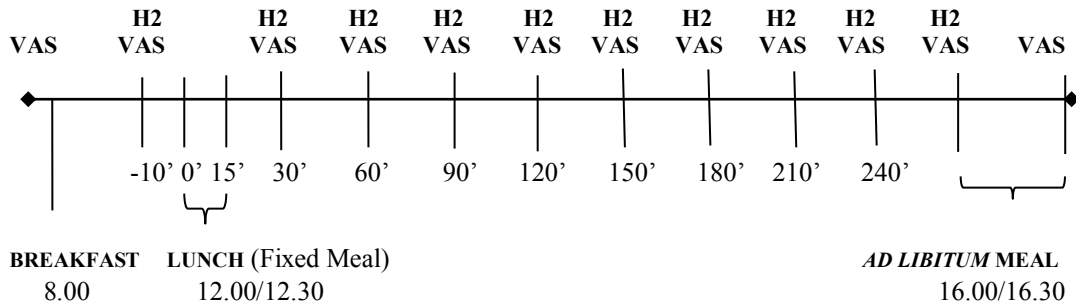 H2 H2 H2 H2 H2 H2 H2 H2 H2 H2
VAS VAS VAS VAS VAS VAS VAS VAS VAS VAS VAS VAS
-10’ 0’ 15’ 30’ 60’ 90’ 120’ 150’ 180’ 210’ 240’
BREAKFAST LUNCH (Fixed Meal) AD LIBITUM MEAL
8.00 12.00/12.30 16.00/16.30